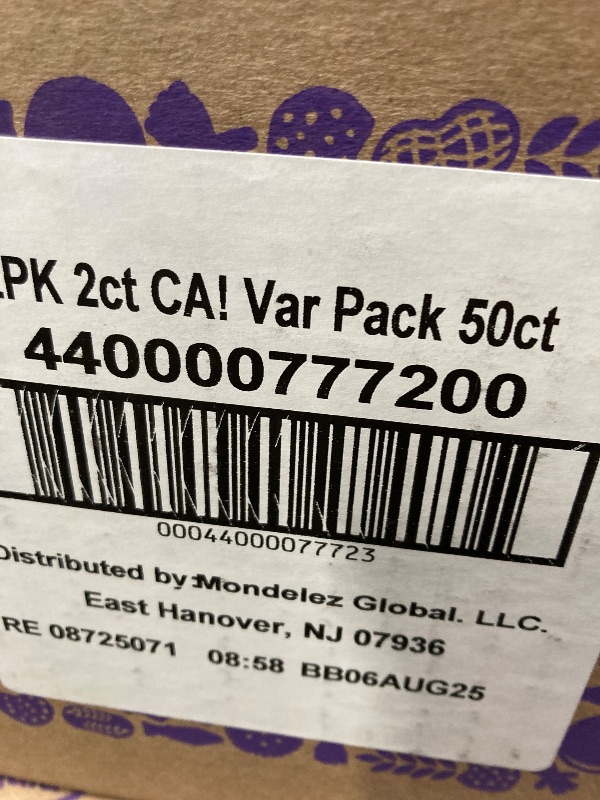 .PK 2ct CA! Var Pack 50ct
440000777200
00044000077723
Distributed by:Mondelez Global. LLC.
East Hanover, NJ 07936
RE 08725071 08:58 BB06AUG25